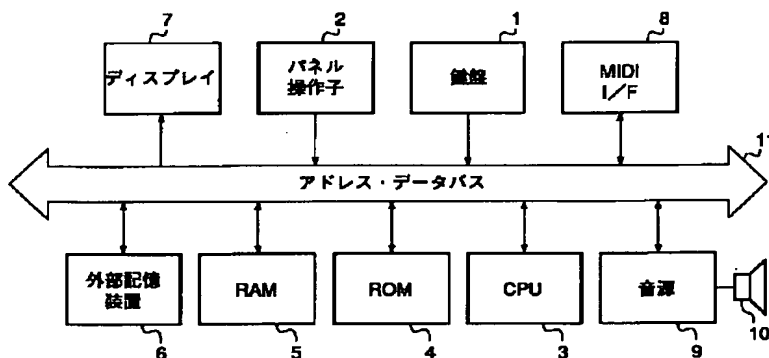 7
2
1
8
ディスプレイ
パネル
操作子
鍵盤
MIDI
I/F
11
アドレス・データバス
外部記憶
装置
RAM
ROM
CPU
音源
10
6
5
4
3
9